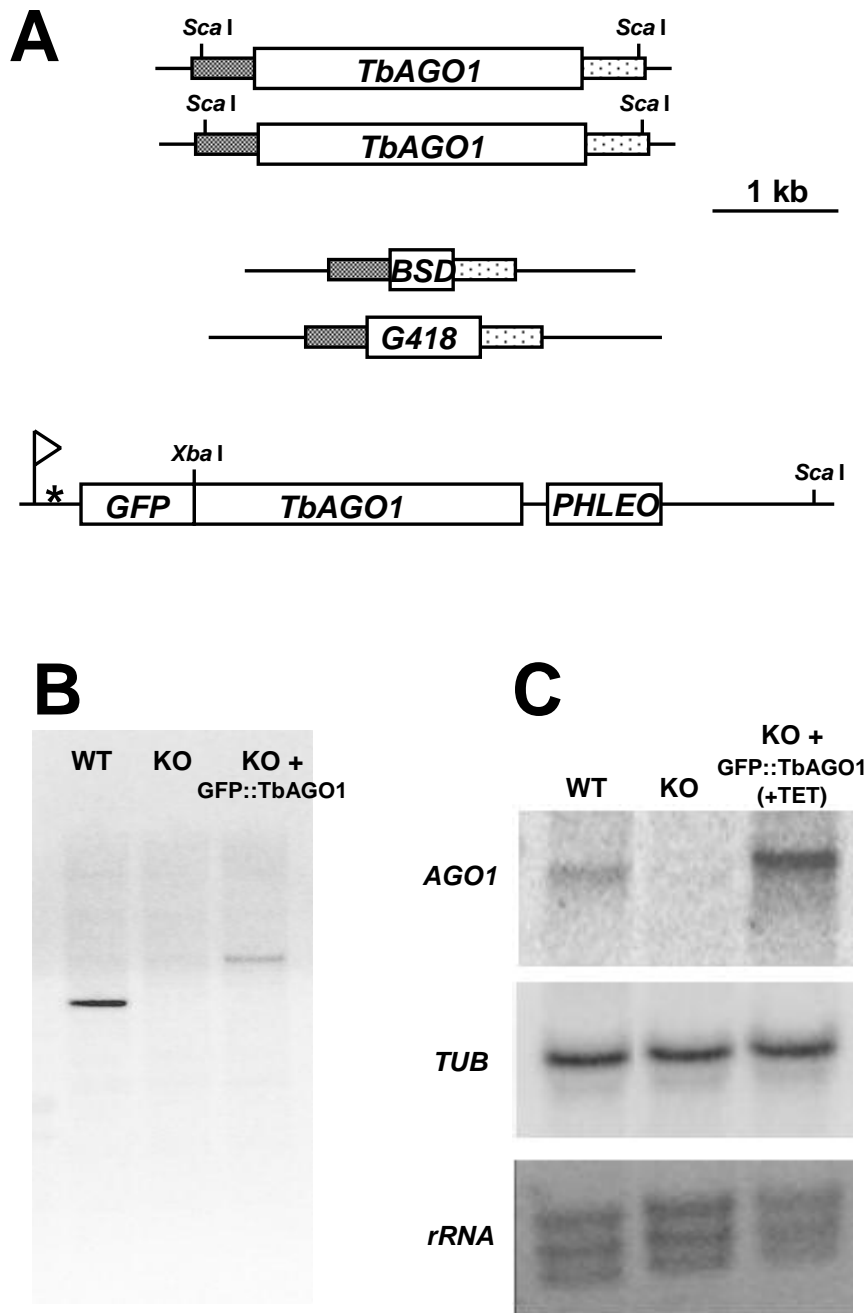 A
Sca I Sca I
TbAGO1
Sca I Sca I
TbAGO1
1 kb
BSD
G418
Xba I
Sca I
*
GFP TbAGO1 PHLEO
B
WT KO KO +
GFP::TbAGO1
C
KO +
GFP::TbAGO1
WT KO (+TET)
AGO1
TUB
rRNA